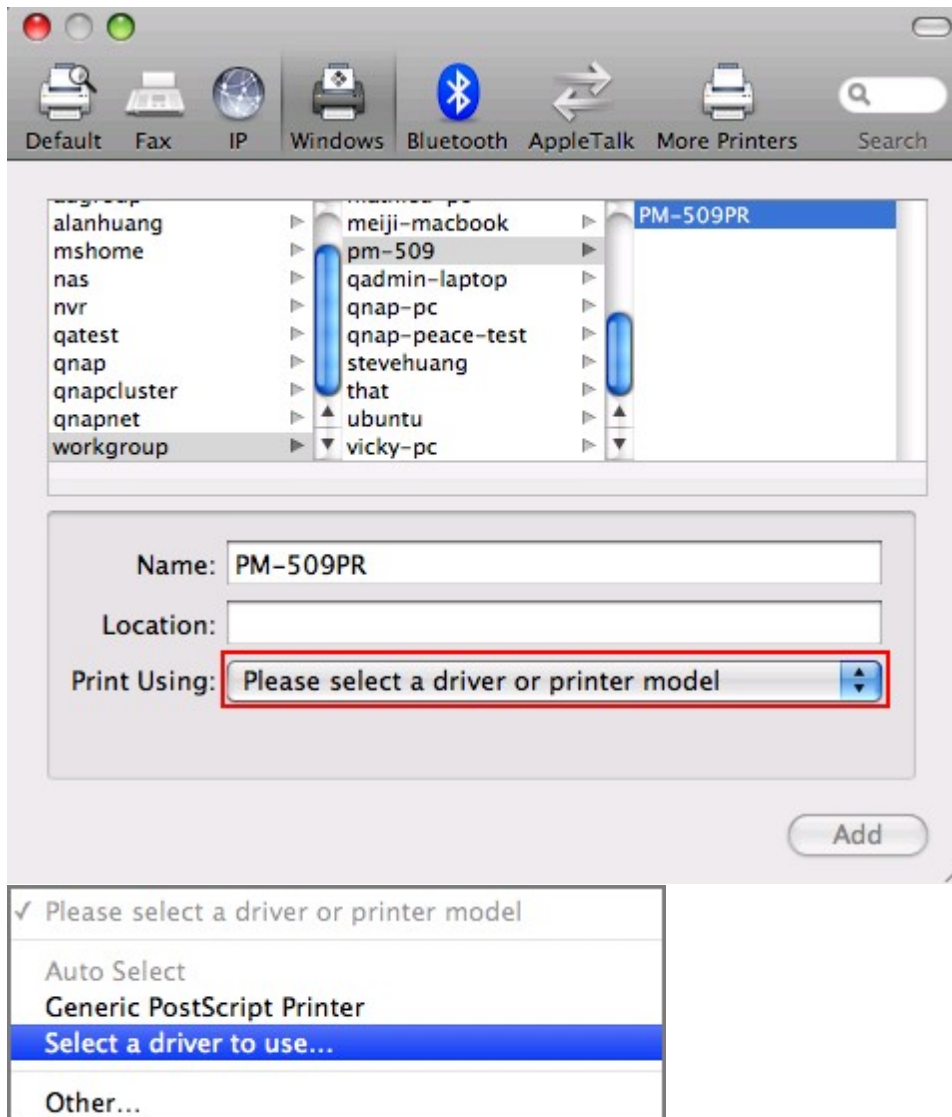 Default Fax IP Windows Bluetooth AppleTalk More Printers Search
alanhuang
mshome
nas
nvr
qatest
qnap
qnapcluster
qnapnet
workgroup
meiji-macbook
pm-509
qadmin-laptop
qnap-pc
qnap-peace-test
stevehuang
that
ubuntu
vicky-pc
PM-509PR
Name: PM-509PR
Location:
Print Using: Please select a driver or printer model
Add
✓ Please select a driver or printer model
Auto Select
Generic PostScript Printer
Select a driver to use...
Other...